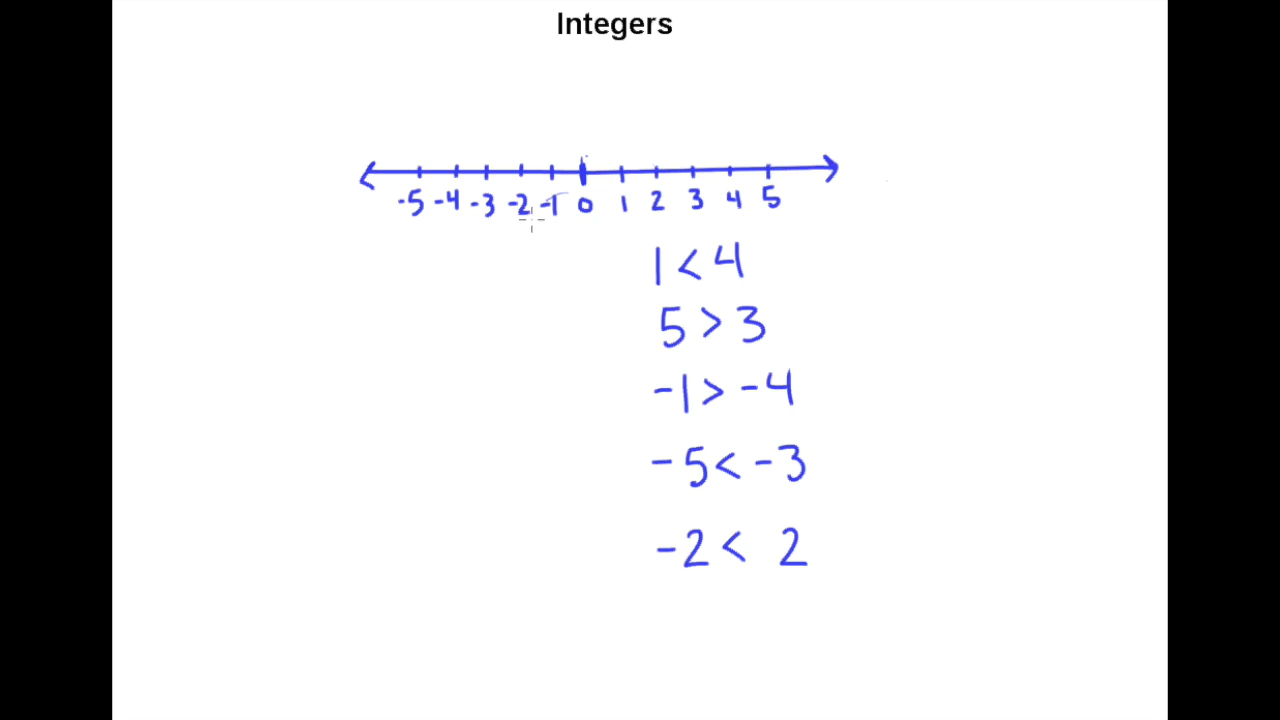 Integers
-5 -4 -3 -2 -1 0 1 2 3 4 5
1 < 4
5 > 3
-1 > -4
-5 < -3
-2 < 2